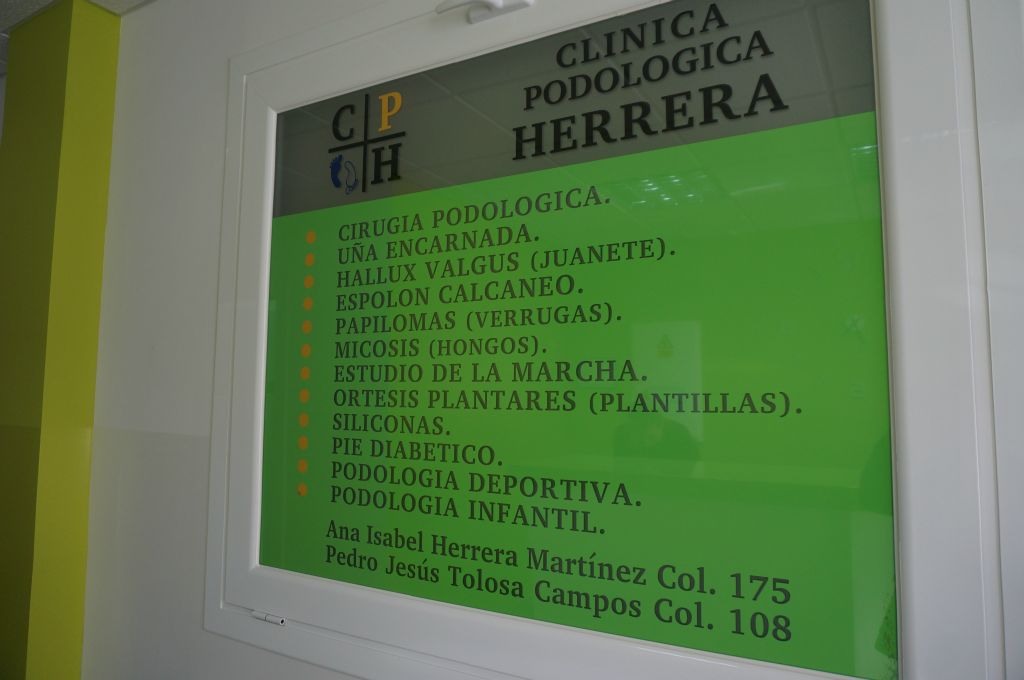 C P
H
CLINICA
PODOLOGICA
HERRERA
CIRUGIA PODOLOGICA.
UÑA ENCARNADA.
HALLUX VALGUS (JUANETE).
ESPOLON CALCANEO.
PAPILOMAS (VERRUGAS).
MICOSIS (HONGOS).
ESTUDIO DE LA MARCHA.
ORTESIS PLANTARES (PLANTILLAS).
SILICONAS.
PIE DIABETICO.
PODOLOGIA DEPORTIVA.
PODOLOGIA INFANTIL.
Ana Isabel Herrera Martínez Col. 175
Pedro Jesús Tolosa Campos Col. 108